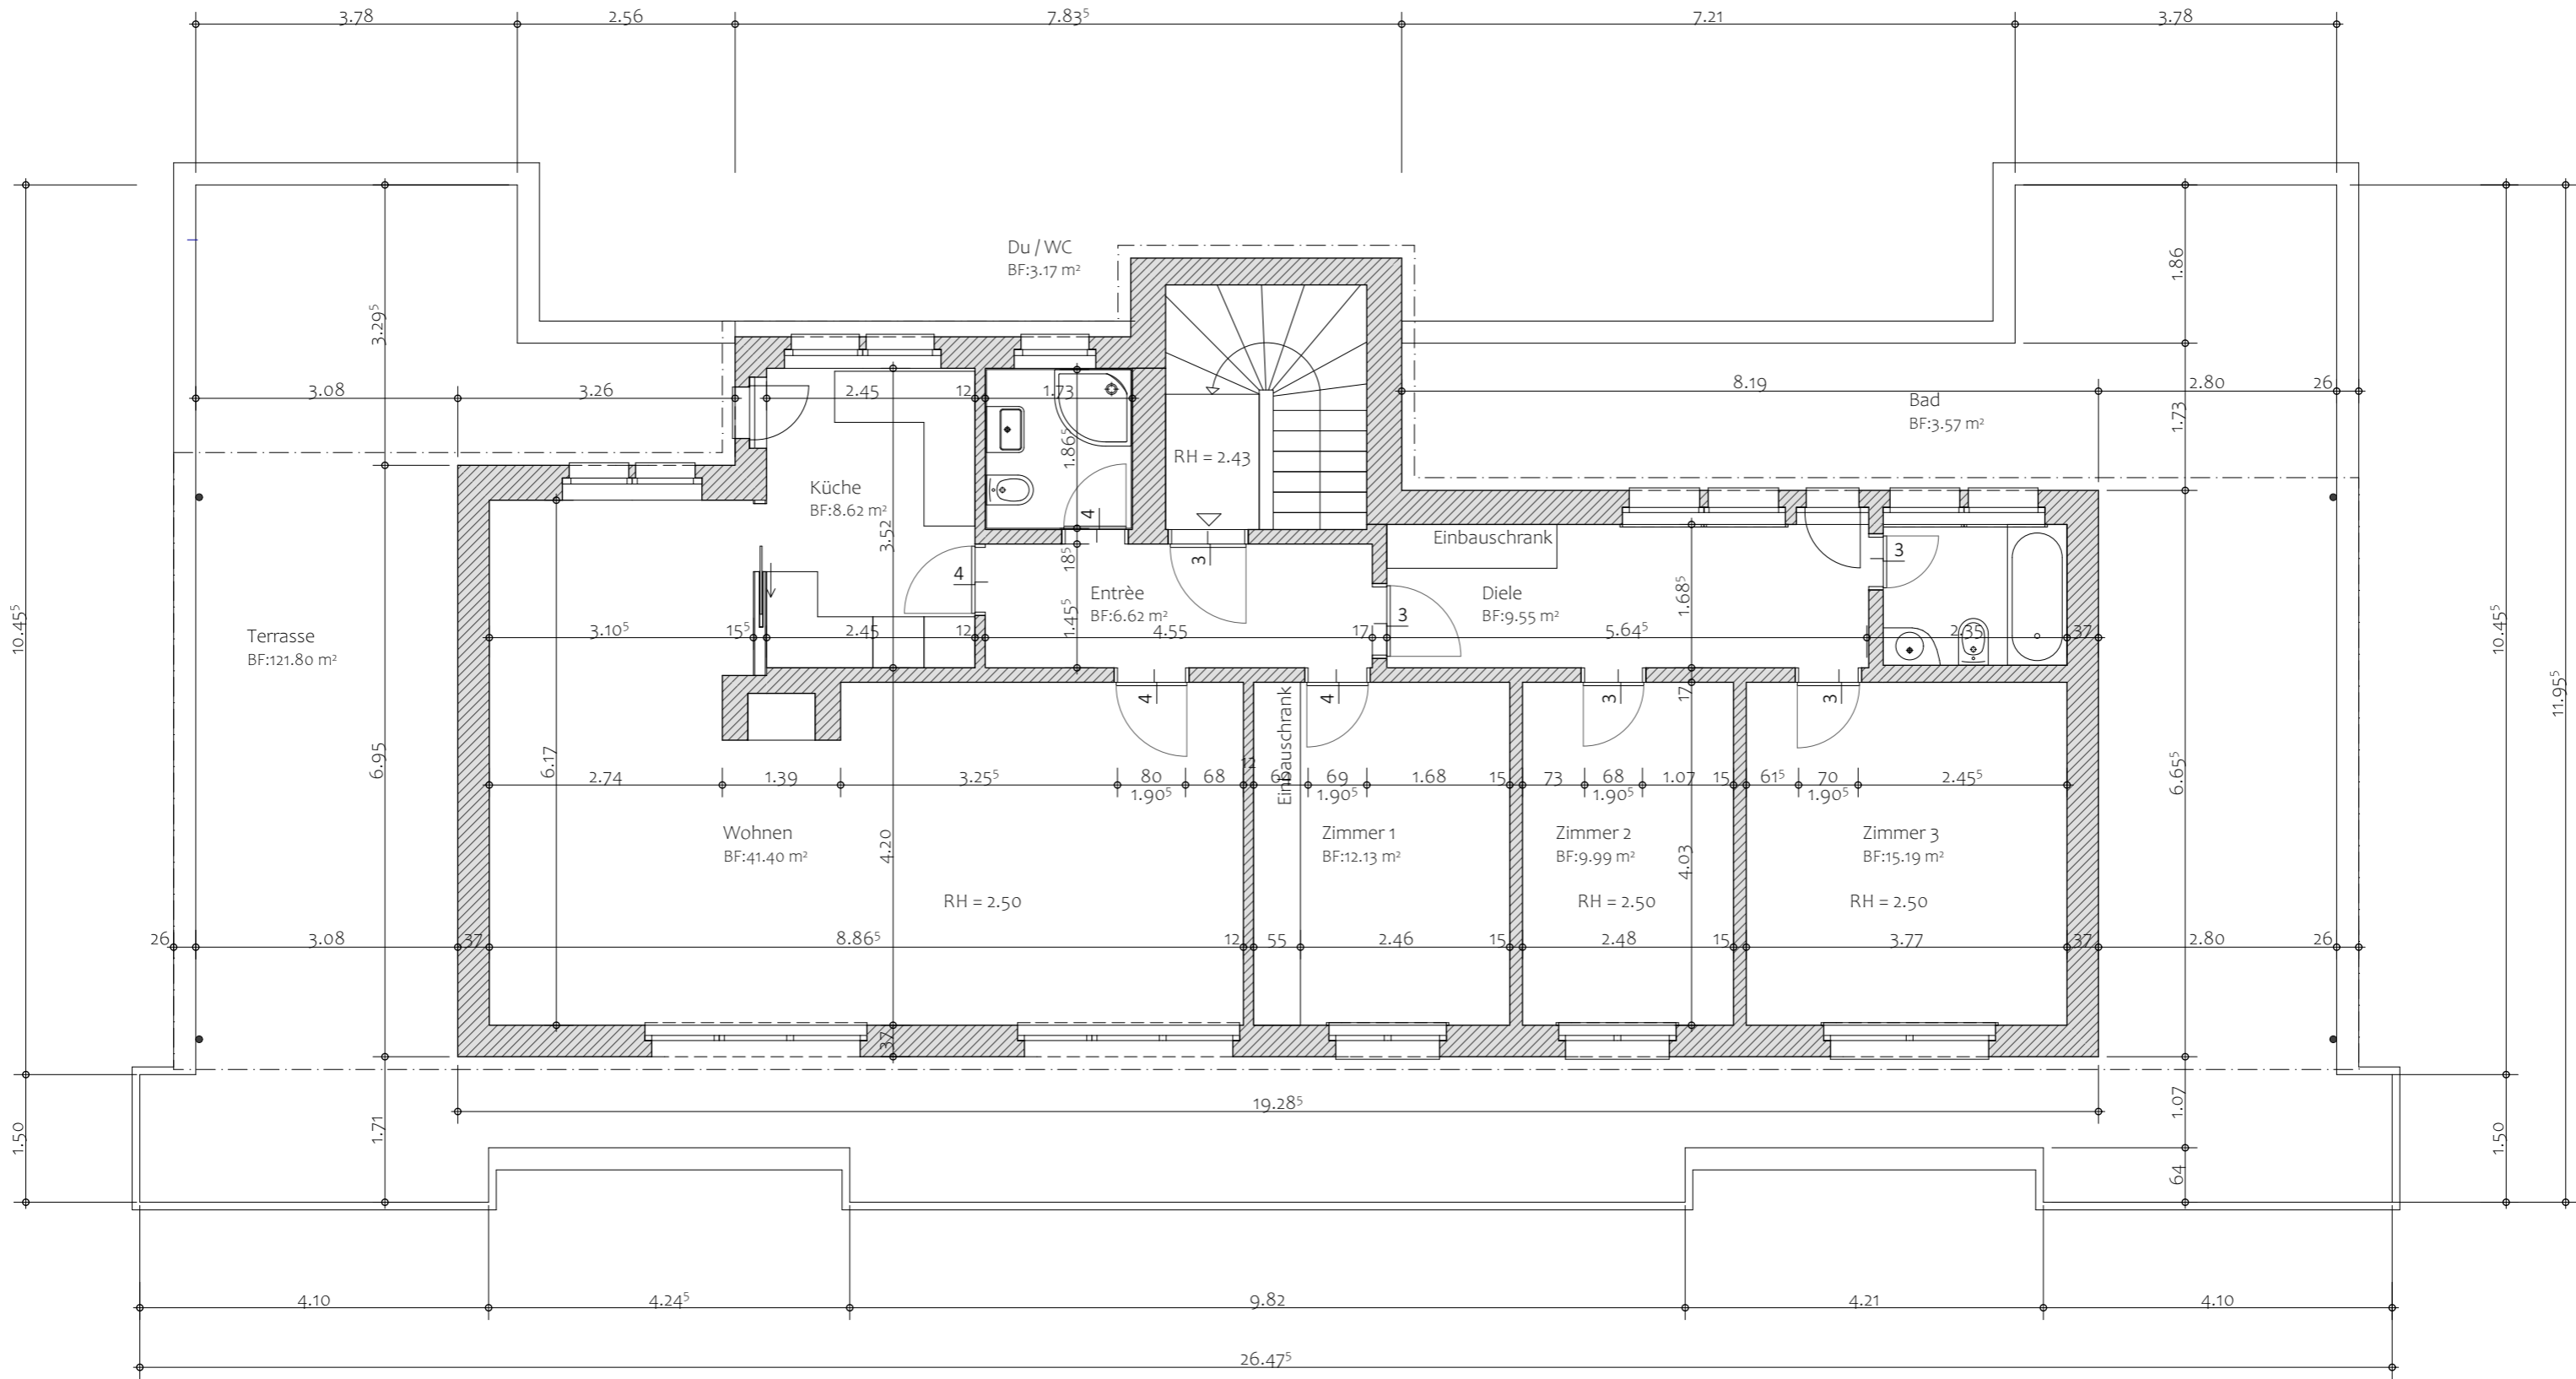 3.78 2.56 7.83⁵ 7.21 3.78
Du / WC
BF:3.17 m²
1.86
3.29⁵
3.08 3.26 2.45 12 1.73 8.19 2.80 26
Bad
BF:3.57 m²
1.73
1.86⁵
RH = 2.43
Küche
BF:8.62 m²
3.52
4
3
Einbauschrank
3
18⁵
4
Entrèe
BF:6.62 m²
1.45⁵
3
Diele
BF:9.55 m²
1.68⁵
10.45⁵
Terrasse
BF:121.80 m²
3.10⁵ 15⁵ 2.45 12 4.55 17 5.64⁵ 2.35 37
10.45⁵
11.95⁵
4
Einbauschrank
4
3
17
3
6.95
6.17
6.65⁵
2.74 1.39 3.25⁵ 80 68 12 69 1.68 15 73 68 1.07 15 61⁵ 70 2.45⁵
1.90⁵ 1.90⁵ 1.90⁵ 1.90⁵
Wohnen
BF:41.40 m²
4.20
Zimmer 1
BF:12.13 m²
Zimmer 2
BF:9.99 m²
4.03
Zimmer 3
BF:15.19 m²
RH = 2.50 RH = 2.50 RH = 2.50
26 3.08 37 8.86⁵ 12 55 2.46 15 2.48 15 3.77 37 2.80 26
37
19.28⁵
1.50
1.71
1.07
1.50
64
4.10 4.24⁵ 9.82 4.21 4.10
26.47⁵